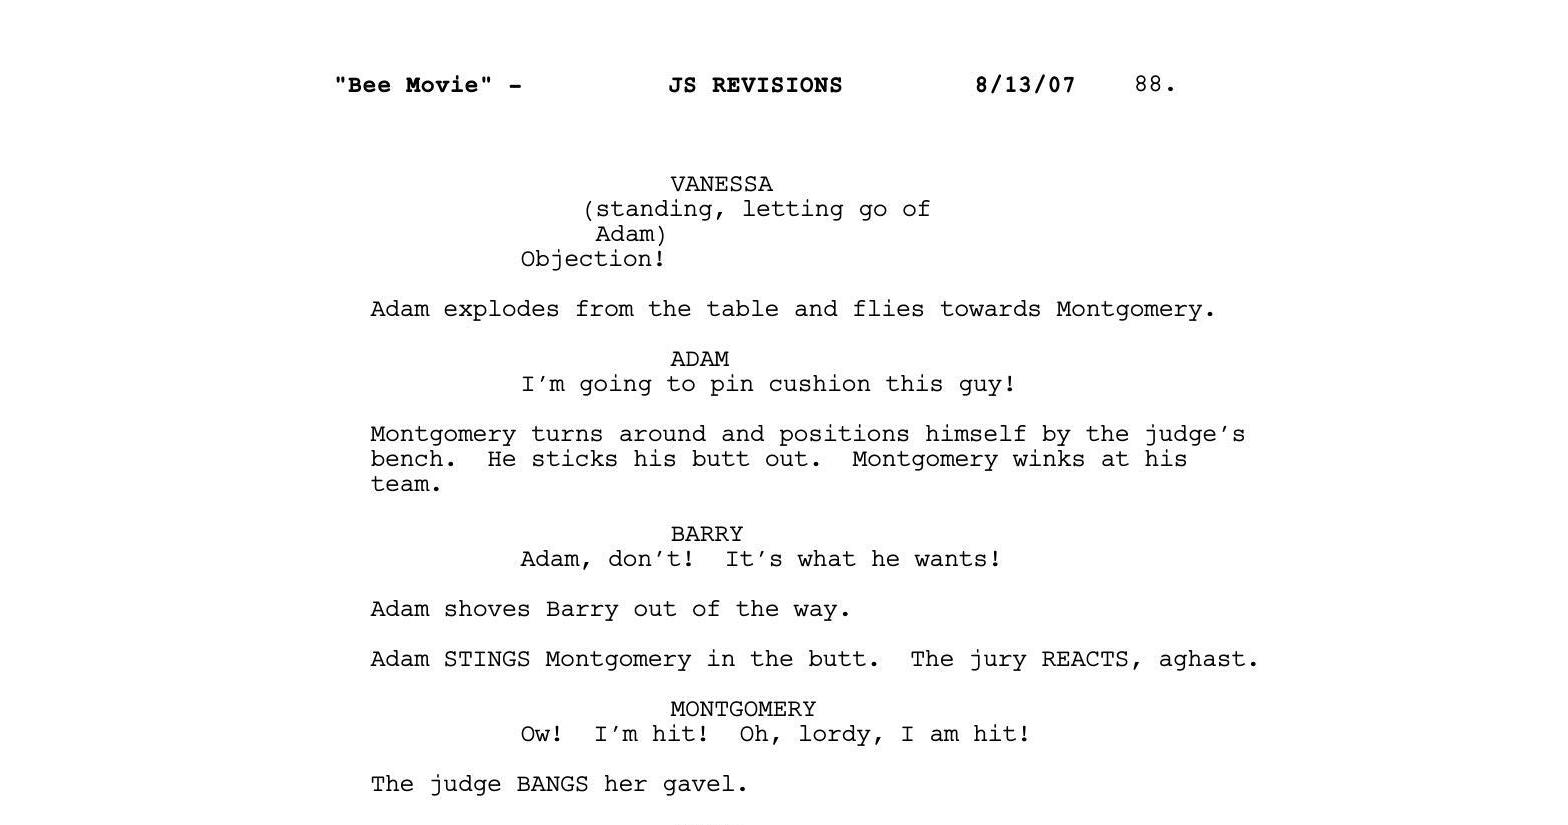 "Bee Movie" - JS REVISIONS 8/13/07 88.
VANESSA
(standing, letting go of
Adam)
Objection!
Adam explodes from the table and flies towards Montgomery.
ADAM
I'm going to pin cushion this guy!
Montgomery turns around and positions himself by the judge's
bench.  He sticks his butt out.  Montgomery winks at his
team.
BARRY
Adam, don't!  It's what he wants!
Adam shoves Barry out of the way.
Adam STINGS Montgomery in the butt.  The jury REACTS, aghast.
MONTGOMERY
Ow!  I'm hit!  Oh, lordy, I am hit!
The judge BANGS her gavel.